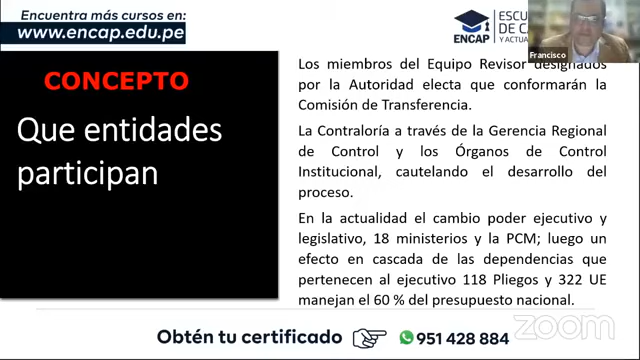 Encuentra más cursos en:
www.encap.edu.pe
ENCAP
ESCUE
DE CA
Y ACTUA
Francisco
CONCEPTO
Que entidades
participan
Los miembros del Equipo Revisor designados
por la Autoridad electa que conformarán la
Comisión de Transferencia.
La Contraloría a través de la Gerencia Regional
de Control y los Órganos de Control
Institucional, cautelando el desarrollo del
proceso.
En la actualidad el cambio poder ejecutivo y
legislativo, 18 ministerios y la PCM; luego un
efecto en cascada de las dependencias que
pertenecen al ejecutivo 118 Pliegos y 322 UE
manejan el 60 % del presupuesto nacional.
Obtén tu certificado
951 428 884
zoom